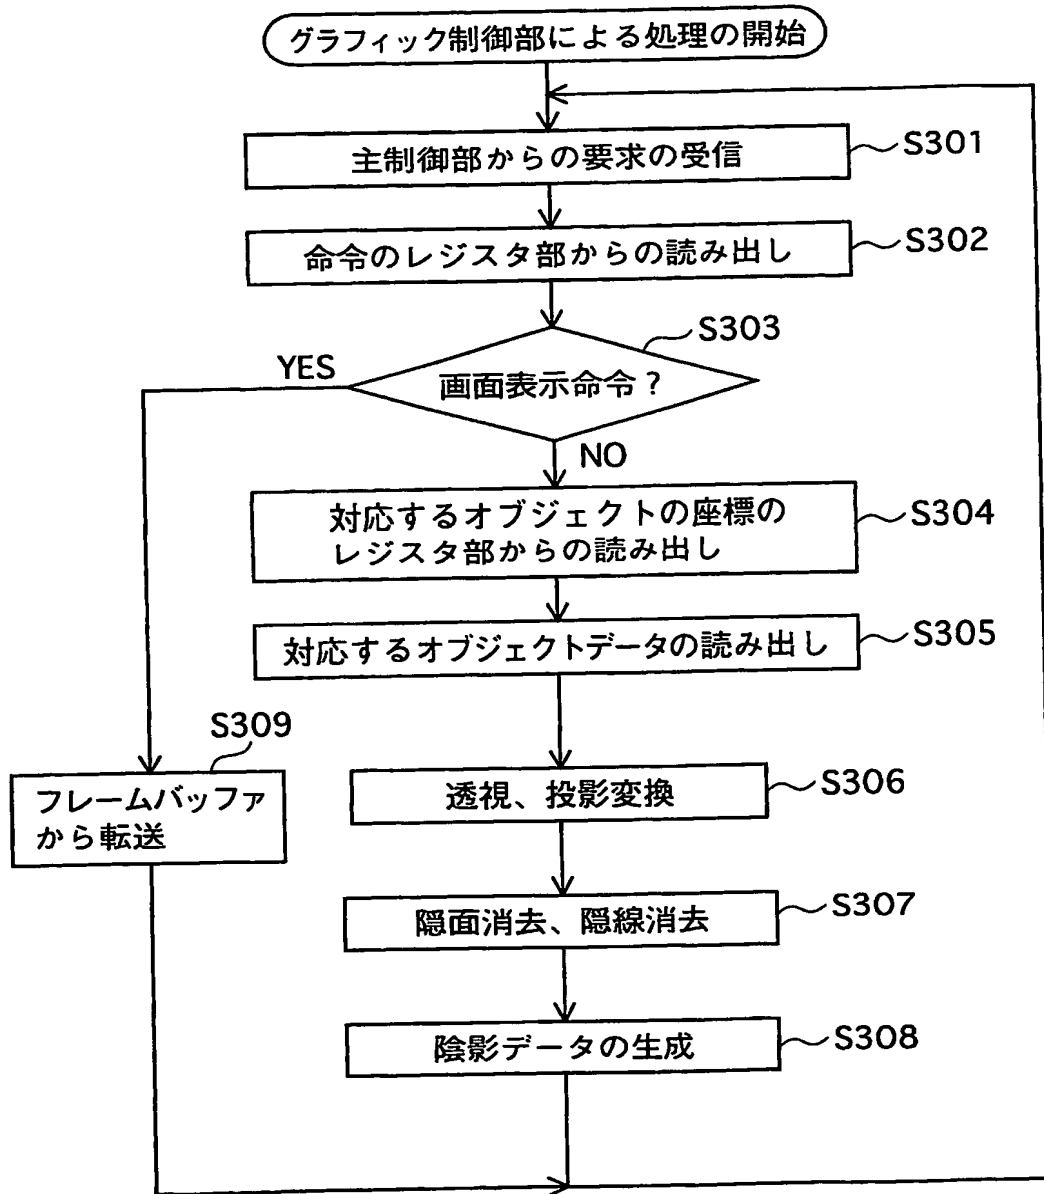 グラフィック制御部による処理の開始
主制御部からの要求の受信
S301
命令のレジスタ部からの読み出し
S302
S303
画面表示命令？
YES
NO
対応するオブジェクトの座標の
レジスタ部からの読み出し
S304
対応するオブジェクトデータの読み出し
S305
S309
フレームバッファ
から転送
透視、投影変換
S306
隠面消去、隠線消去
S307
陰影データの生成
S308